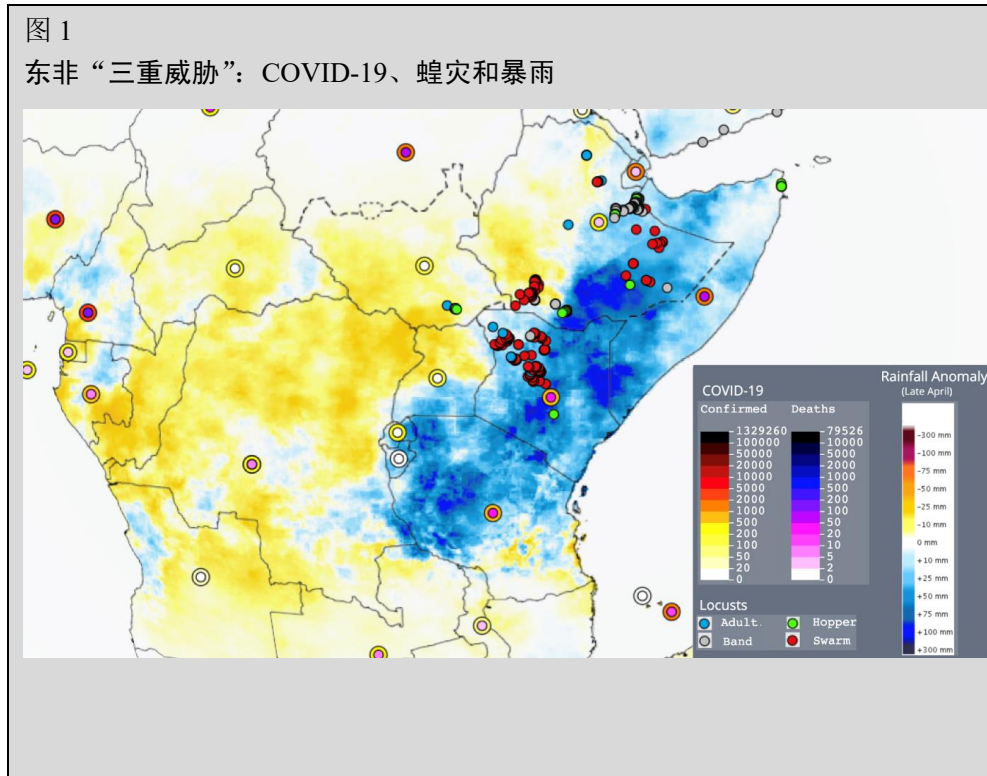 图 1
东非“三重威胁”：COVID-19、蝗灾和暴雨
COVID-19
Confirmed Deaths
1329260 79526
100000 10000
50000 5000
20000 2000
10000 1000
5000 500
2000 200
1000 100
500 50
200 20
100 10
50 5
20 2
0 0
Locusts
Adult. Hopper
Band Swarm
Rainfall Anomaly
(Late April)
-300 mm
-100 mm
-75 mm
-50 mm
-25 mm
-10 mm
0 mm
+10 mm
+25 mm
+50 mm
+75 mm
+100 mm
+300 mm